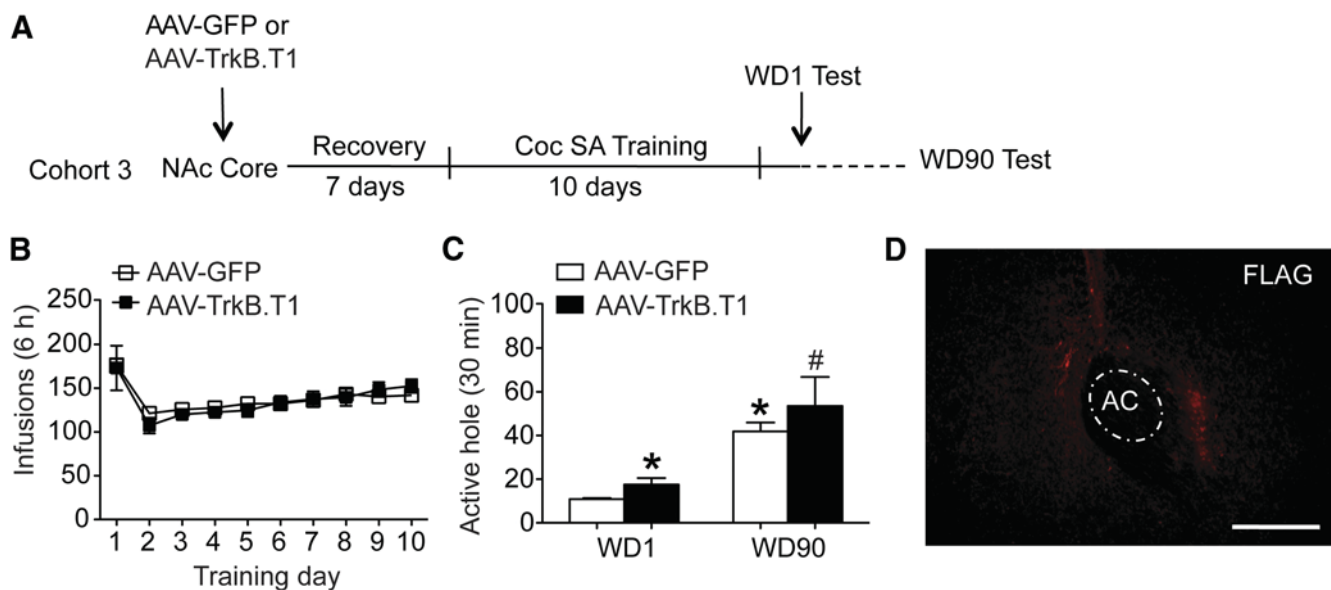 A
AAV-GFP or
AAV-TrkB.T1
WD1 Test
Cohort 3 NAc Core Recovery Coc SA Training WD90 Test
7 days 10 days
B
AAV-GFP
AAV-TrkB.T1
Infusions (6 h)
250
200
150
100
50
0
1 2 3 4 5 6 7 8 9 10
Training day
C
AAV-GFP
AAV-TrkB.T1
Active hole (30 min)
100
80
60
40
20
0
*
*
#
WD1 WD90
D
FLAG
AC